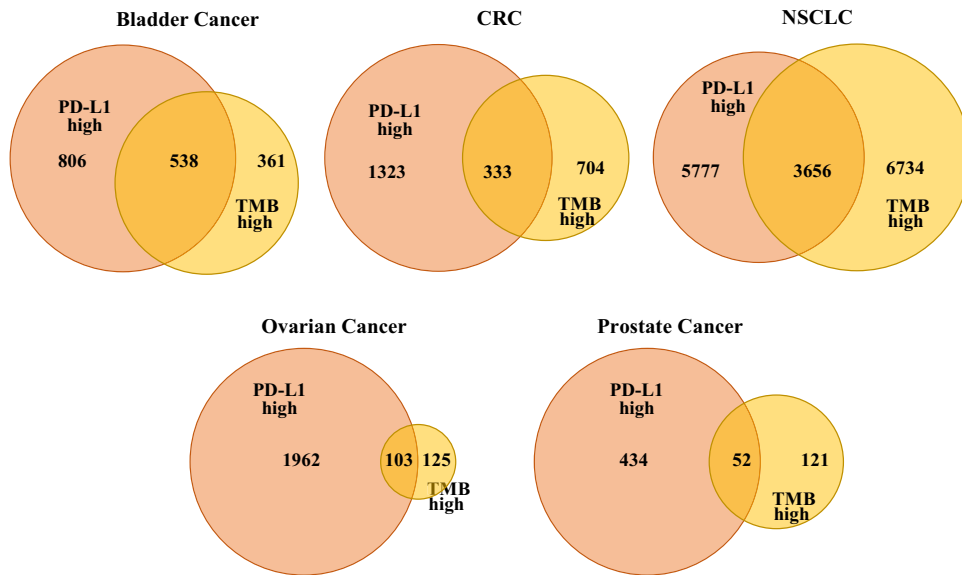 Bladder Cancer
PD-L1
high
806
538
361
TMB
high
CRC
PD-L1
high
1323
333
704
TMB
high
NSCLC
PD-L1
high
5777
3656
6734
TMB
high
Ovarian Cancer
PD-L1
high
1962
103
125
TMB
high
Prostate Cancer
PD-L1
high
434
52
121
TMB
high